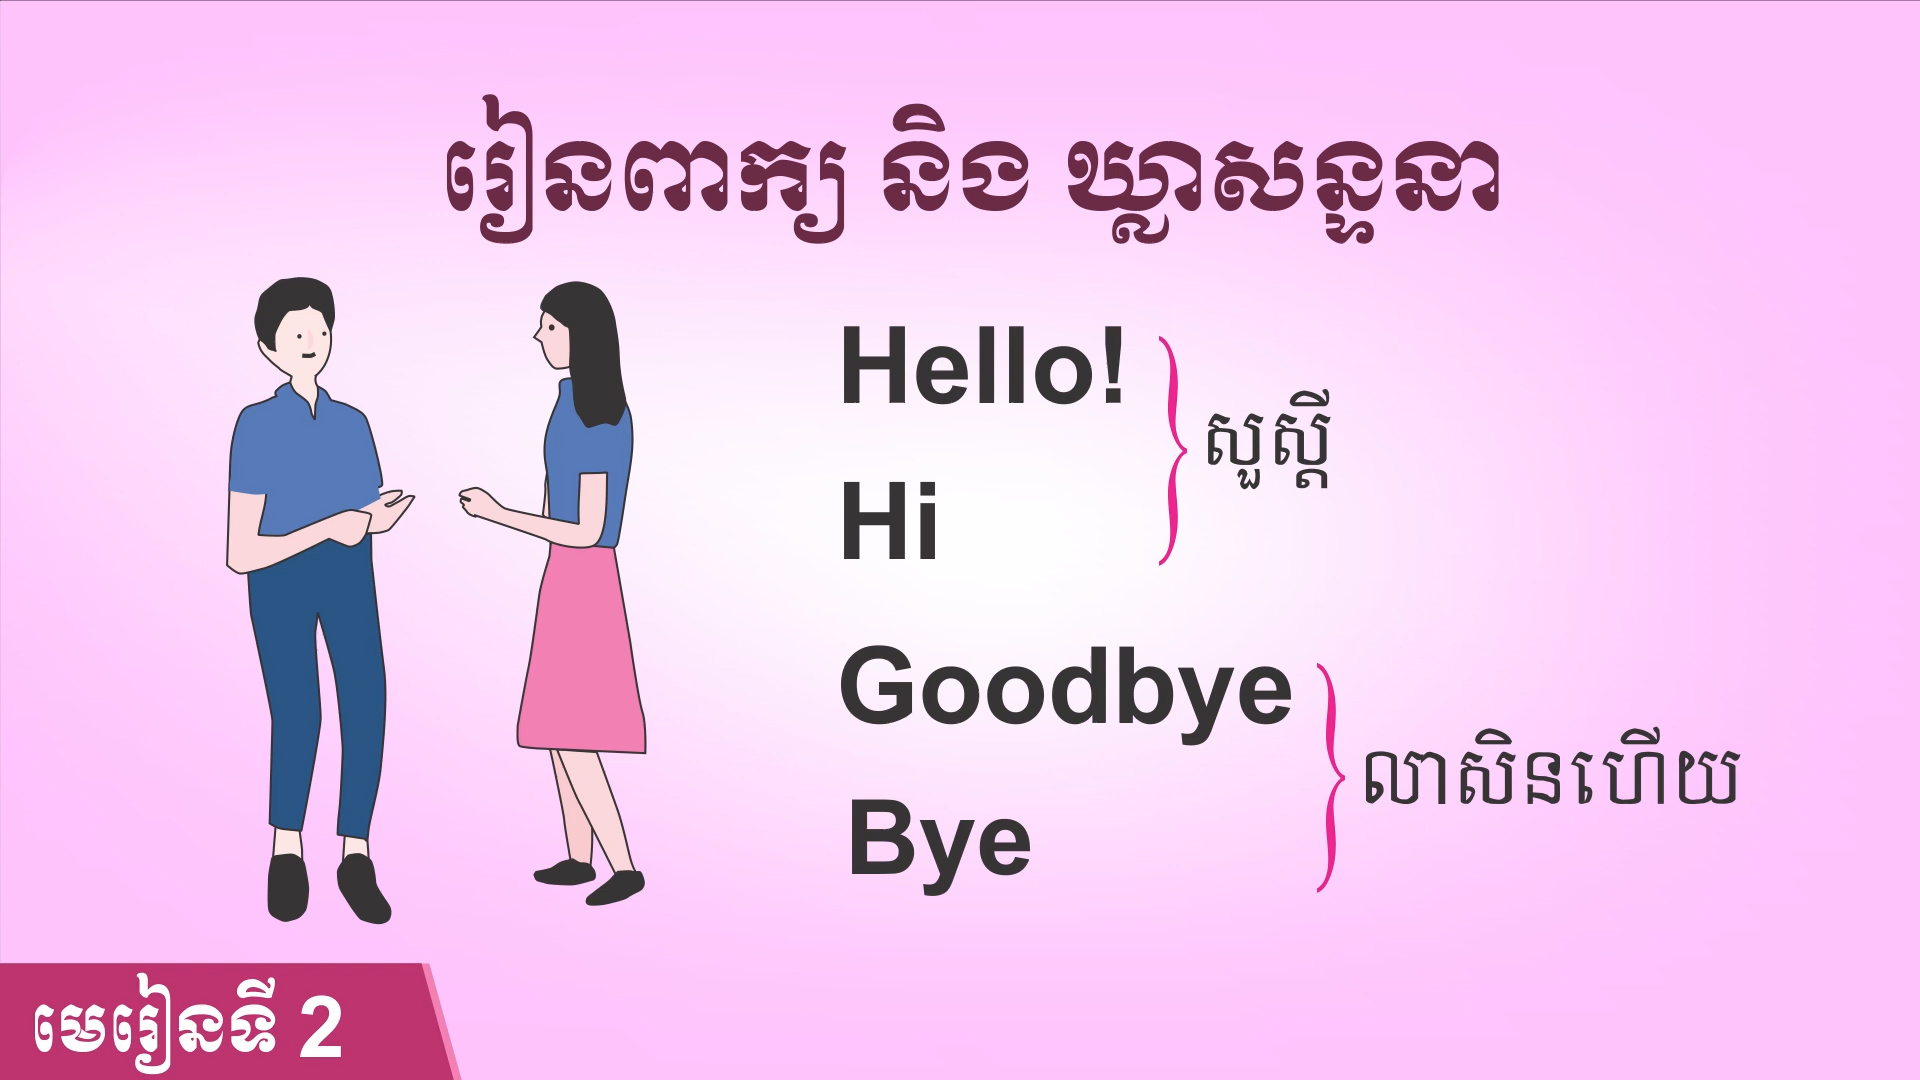 រៀនពាក្យ និង ឃ្លាសន្ទនា
Hello!
Hi
សួស្តី
Goodbye
Bye
លាសិនហើយ
មេរៀនទី 2